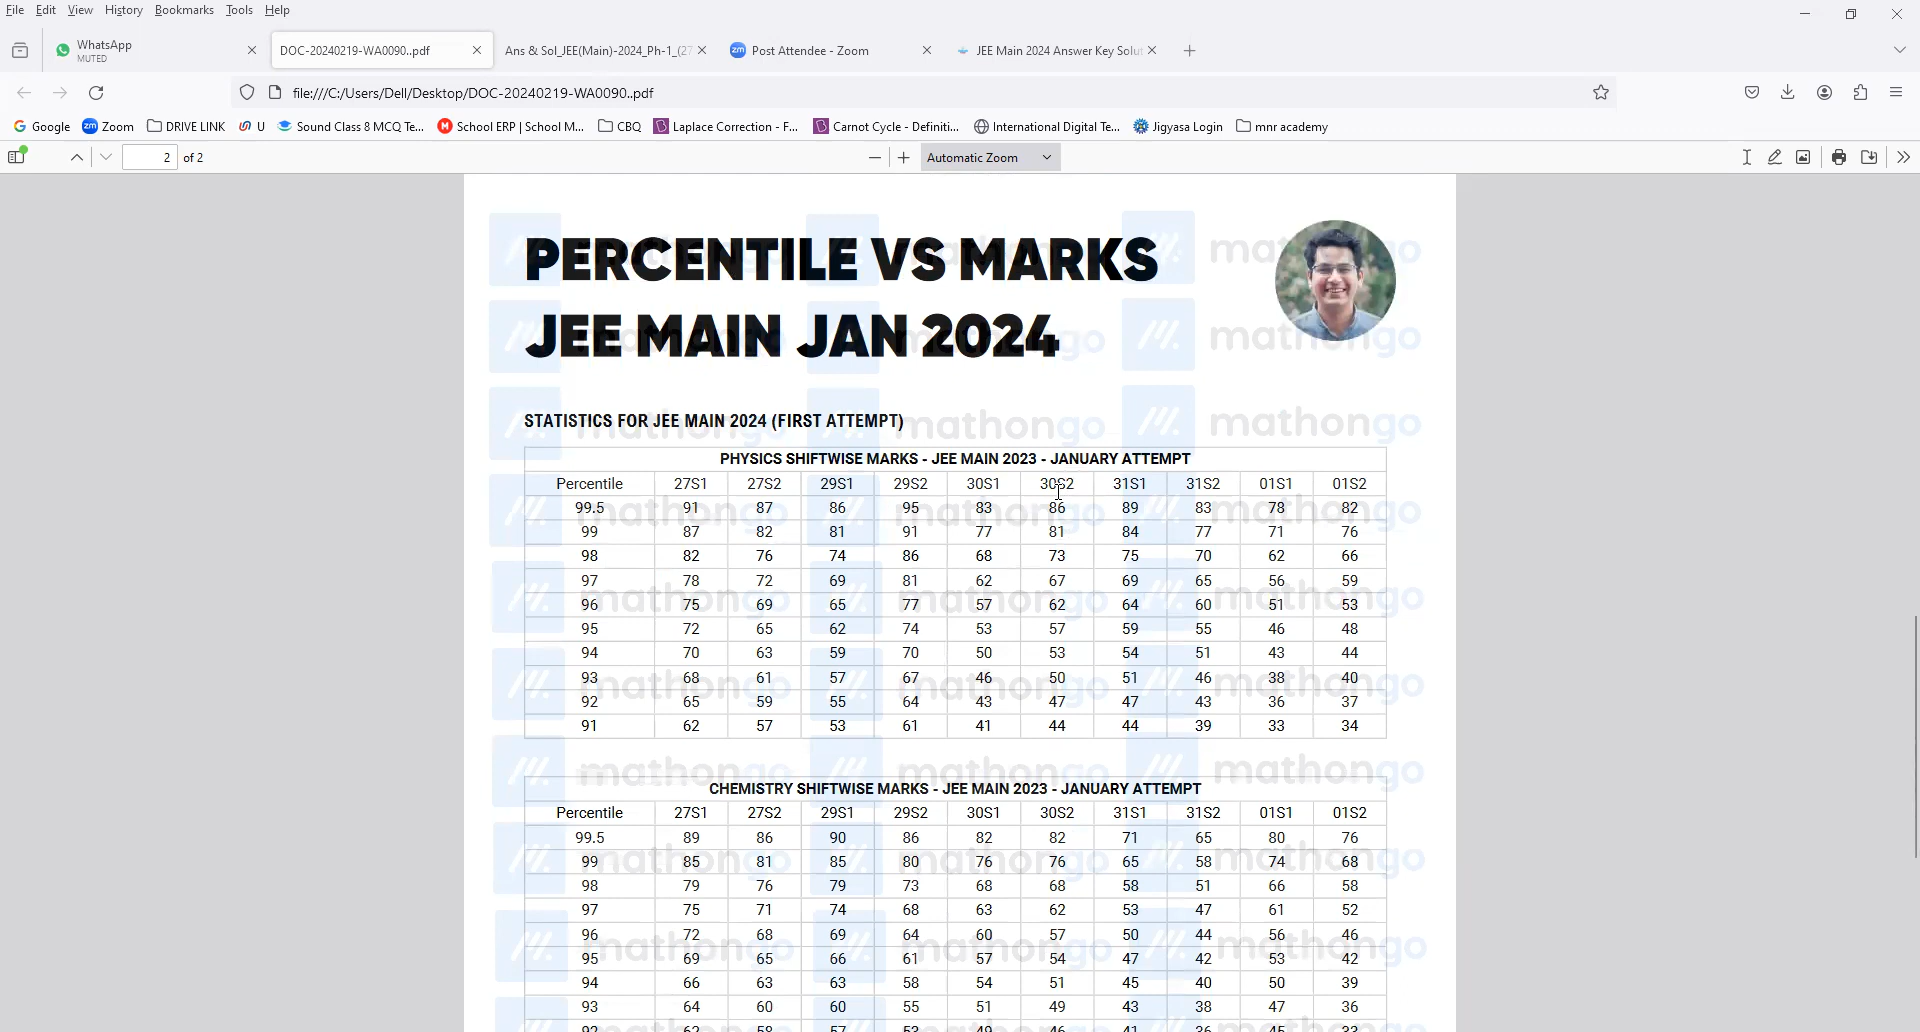 File Edit View History Bookmarks Tools Help
WhatsApp
MUTED
DOC-20240219-WA0090..pdf
Ans & Sol_JEE(Main)-2024_Ph-1_(27
zm Post Attendee - Zoom
JEE Main 2024 Answer Key Solut
file:///C:/Users/Dell/Desktop/DOC-20240219-WA0090..pdf
Google zm Zoom DRIVE LINK U Sound Class 8 MCQ Te... School ERP | School M... CBQ Laplace Correction - F... Carnot Cycle - Definiti... International Digital Te... Jigyasa Login mnr academy
2 of 2 Automatic Zoom
PERCENTILE VS MARKS
JEE MAIN JAN 2024
STATISTICS FOR JEE MAIN 2024 (FIRST ATTEMPT)
PHYSICS SHIFTWISE MARKS - JEE MAIN 2023 - JANUARY ATTEMPT
Percentile 27S1 27S2 29S1 29S2 30S1 30S2 31S1 31S2 01S1 01S2
99.5 91 87 86 95 83 86 89 83 78 82
99 87 82 81 91 77 81 84 77 71 76
98 82 76 74 86 68 73 75 70 62 66
97 78 72 69 81 62 67 69 65 56 59
96 75 69 65 77 57 62 64 60 51 53
95 72 65 62 74 53 57 59 55 46 48
94 70 63 59 70 50 53 54 51 43 44
93 68 61 57 67 46 50 51 46 38 40
92 65 59 55 64 43 47 47 43 36 37
91 62 57 53 61 41 44 44 39 33 34
CHEMISTRY SHIFTWISE MARKS - JEE MAIN 2023 - JANUARY ATTEMPT
Percentile 27S1 27S2 29S1 29S2 30S1 30S2 31S1 31S2 01S1 01S2
99.5 89 86 90 86 82 82 71 65 80 76
99 85 81 85 80 76 76 65 58 74 68
98 79 76 79 73 68 68 58 51 66 58
97 75 71 74 68 63 62 53 47 61 52
96 72 68 69 64 60 57 50 44 56 46
95 69 65 66 61 57 54 47 42 53 42
94 66 63 63 58 54 51 45 40 50 39
93 64 60 60 55 51 49 43 38 47 36
92 62 58 57 53 49 46 41 36 45 33